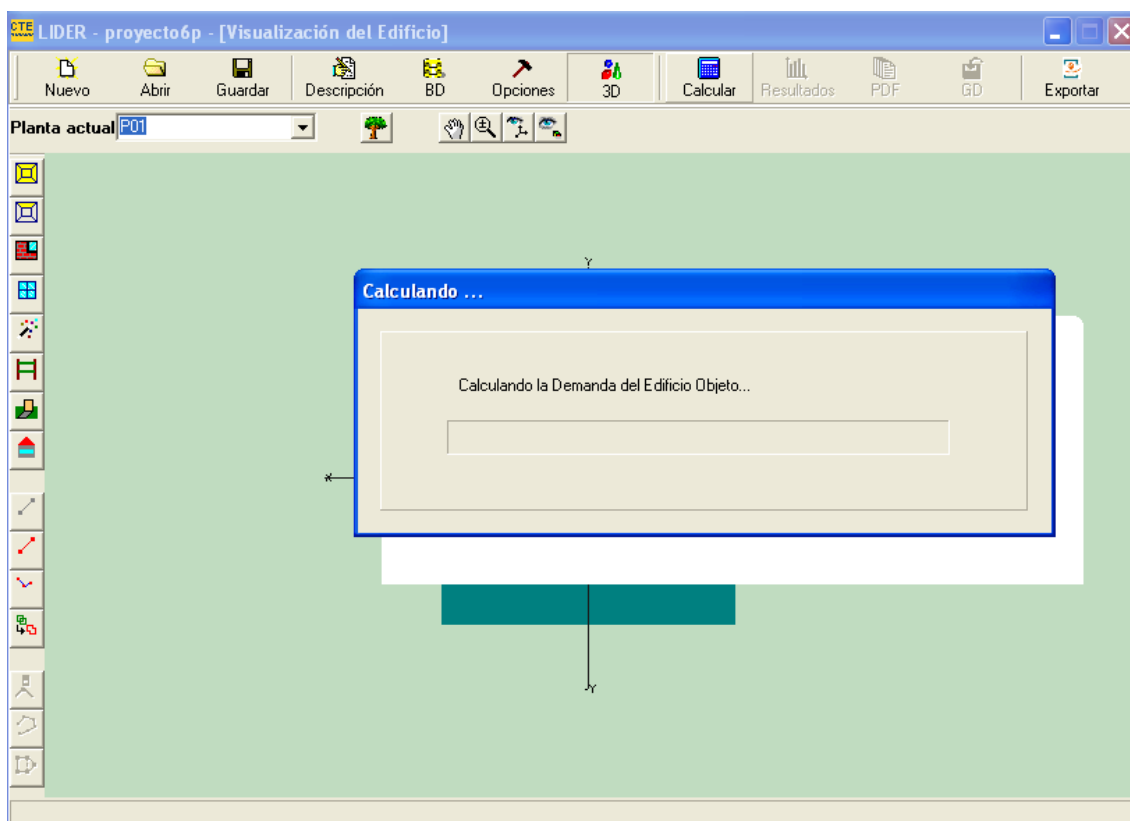 CTE LIDER - proyecto6p - [Visualización del Edificio]
Nuevo Abrir Guardar Descripción BD Opciones 3D Calcular Resultados PDF GD Exportar
Planta actual P01
Y
Calculando ...
Calculando la Demanda del Edificio Objeto...
-X
-Y